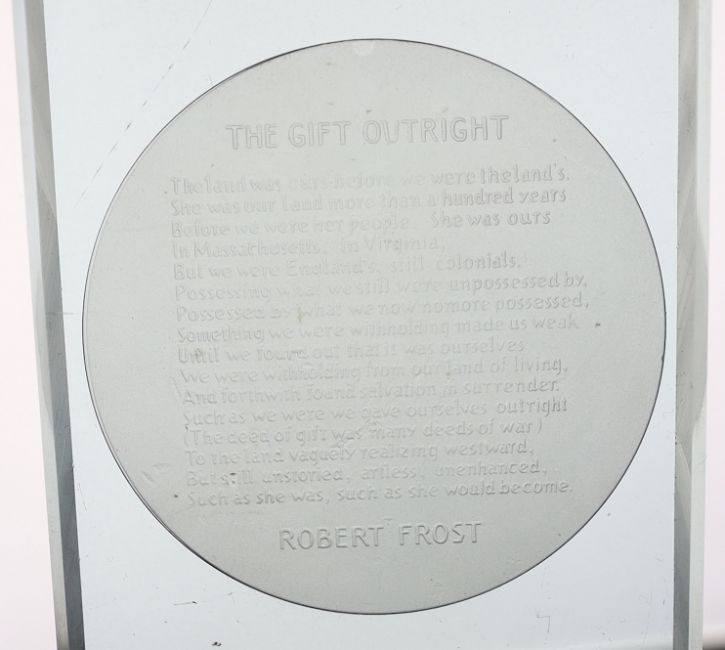 THE GIFT OUTRIGHT
The land was ours before we were the land's.
She was our land more than a hundred years
Before we were her people. She was ours
In Massachusetts, in Virginia,
But we were England's, still colonials,
Possessing what we still were unpossessed by,
Possessed by what we now no more possessed,
Something we were withholding made us weak
Until we found out that it was ourselves
We were withholding from our land of living,
And forthwith found salvation in surrender.
Such as we were we gave ourselves outright
(The deed of gift was many deeds of war)
To the land vaguely realizing westward,
But still unstoried, artless, unenhanced,
Such as she was, such as she would become.
ROBERT FROST